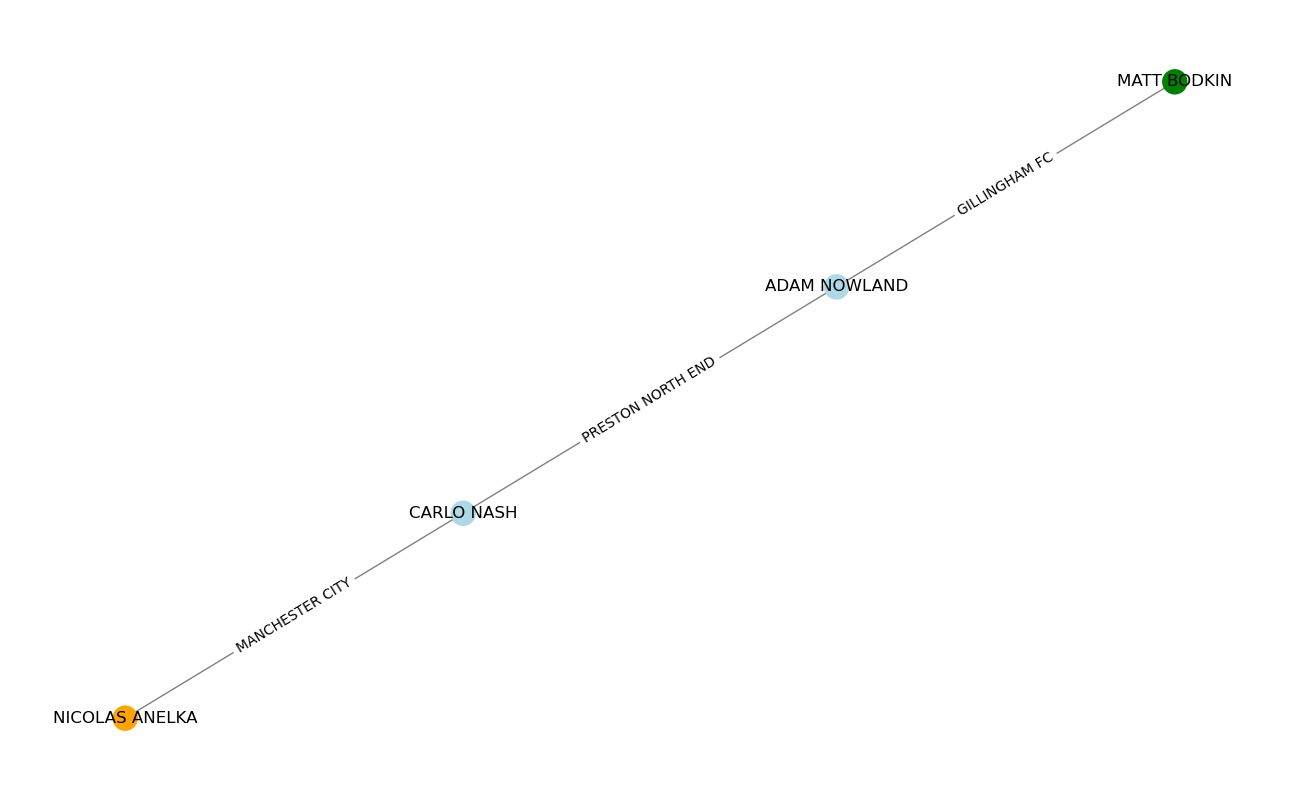 MATT BODKIN
GILLINGHAM FC
ADAM NOWLAND
PRESTON NORTH END
CARLO NASH
MANCHESTER CITY
NICOLAS ANELKA